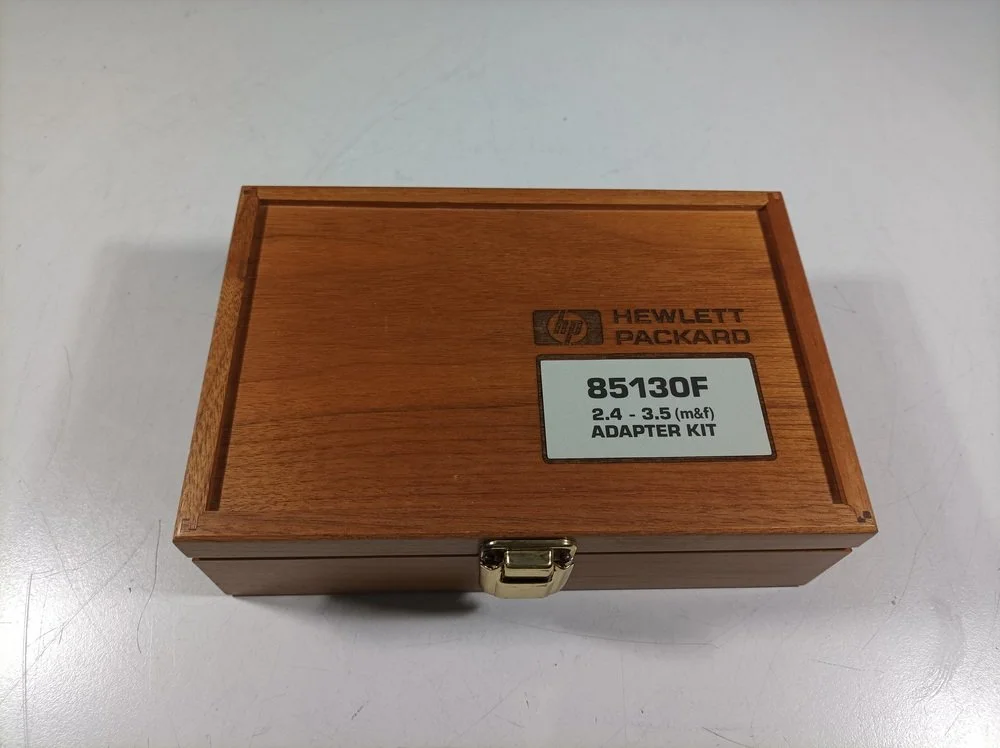 hp HEWLETT
PACKARD
85130F
2.4 - 3.5 (m&f)
ADAPTER KIT